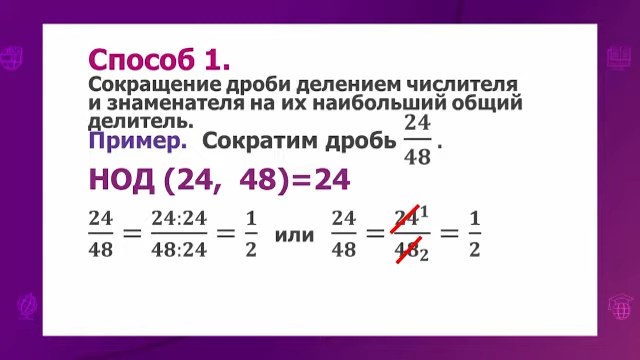 Способ 1.
Сокращение дроби делением числителя
и знаменателя на их наибольший общий
делитель.
Пример. Сократим дробь 24/48 .
НОД (24, 48)=24
24/48 = 24:24/48:24 = 1/2 или 24/48 = 24¹/48₂ = 1/2